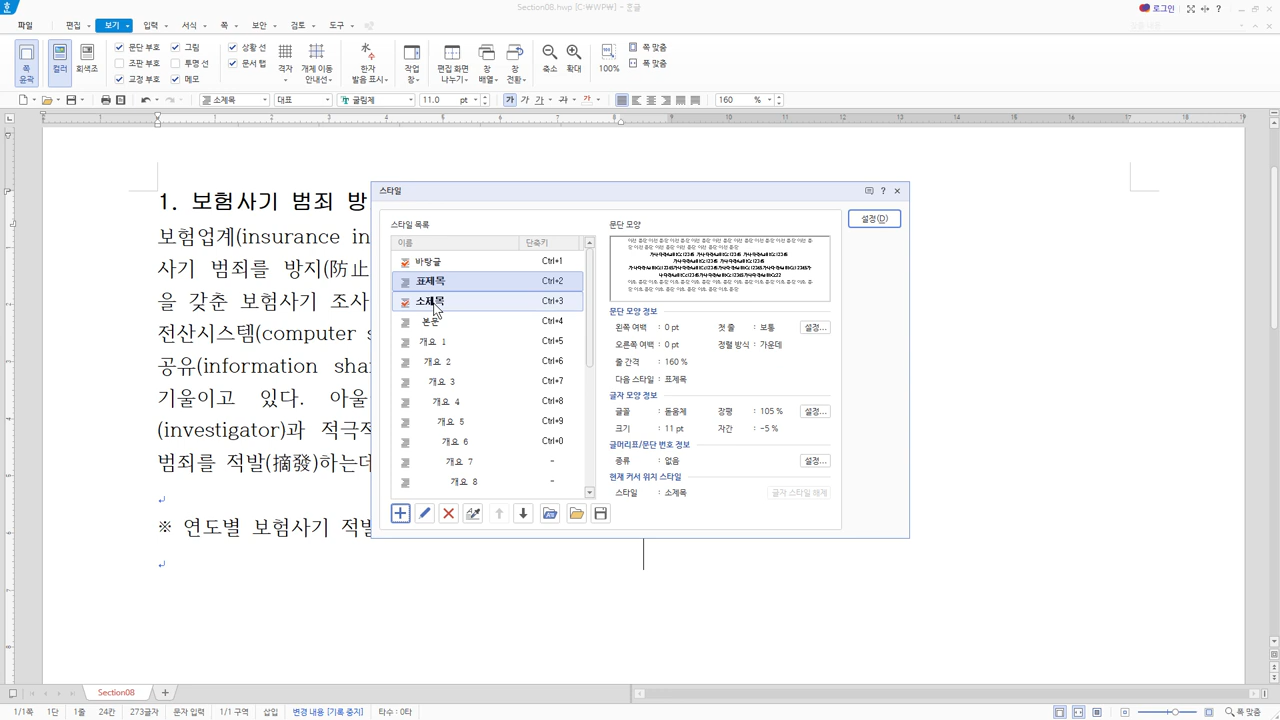 Section08.hwp [C:₩WP₩] - 훈글
로그인
파일 편집 보기 입력 서식 쪽 보안 검토 도구
쪽 윤곽
컬러
회색조
문단 부호
조판 부호
교정 부호
그림
투명 선
메모
상황 선
문서 탭
격자
개체 이동 안내선
한자 발음 표시
작업 창
편집 화면 나누기
창 배열
창 전환
축소
확대
100%
쪽 맞춤
폭 맞춤
소제목 대표 굴림체 11.0 pt 가 가 가 가 가 160 %
1. 보험사기 범죄 방
보험업계(insurance in
사기 범죄를 방지(防止
을 갖춘 보험사기 조사
전산시스템(computer s
공유(information sha
기울이고 있다. 아울
(investigator)과 적극적
범죄를 적발(摘發)하는데
※ 연도별 보험사기 적발
스타일
설정(D)
스타일 목록
이름 단축키
바탕글 Ctrl+1
표제목 Ctrl+2
소제목 Ctrl+3
본문 Ctrl+4
개요 1 Ctrl+5
개요 2 Ctrl+6
개요 3 Ctrl+7
개요 4 Ctrl+8
개요 5 Ctrl+9
개요 6 Ctrl+0
개요 7 -
개요 8 -
문단 모양
문단 모양 정보
왼쪽 여백 : 0 pt 첫 줄 : 보통 설정...
오른쪽 여백 : 0 pt 정렬 방식 : 가운데
줄 간격 : 160 %
다음 스타일 : 표제목
글자 모양 정보
글꼴 : 돋움체 장평 : 105 % 설정...
크기 : 11 pt 자간 : -5 %
글머리표/문단 번호 정보
종류 : 없음 설정...
현재 커서 위치 스타일
스타일 : 소제목 글자 스타일 해제
Section08
1/1쪽 1단 1줄 24칸 273글자 문자 입력 1/1 구역 삽입 변경 내용 [기록 중지] 타수 : 0타 폭 맞춤